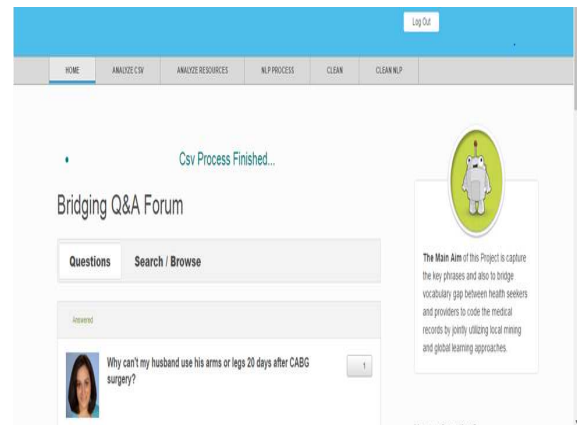 Log Out
HOME ANALYZE CSV ANALYZE RESOURCES NLP PROCESS CLEAN CLEAN NLP
Csv Process Finished...
Bridging Q&A Forum
Questions Search / Browse
Answered
Why can't my husband use his arms or legs 20 days after CABG
surgery?
1
The Main Aim of this Project is capture
the key phrases and also to bridge
vocabulary gap between health seekers
and providers to code the medical
records by jointly utilizing local mining
and global learning approaches.